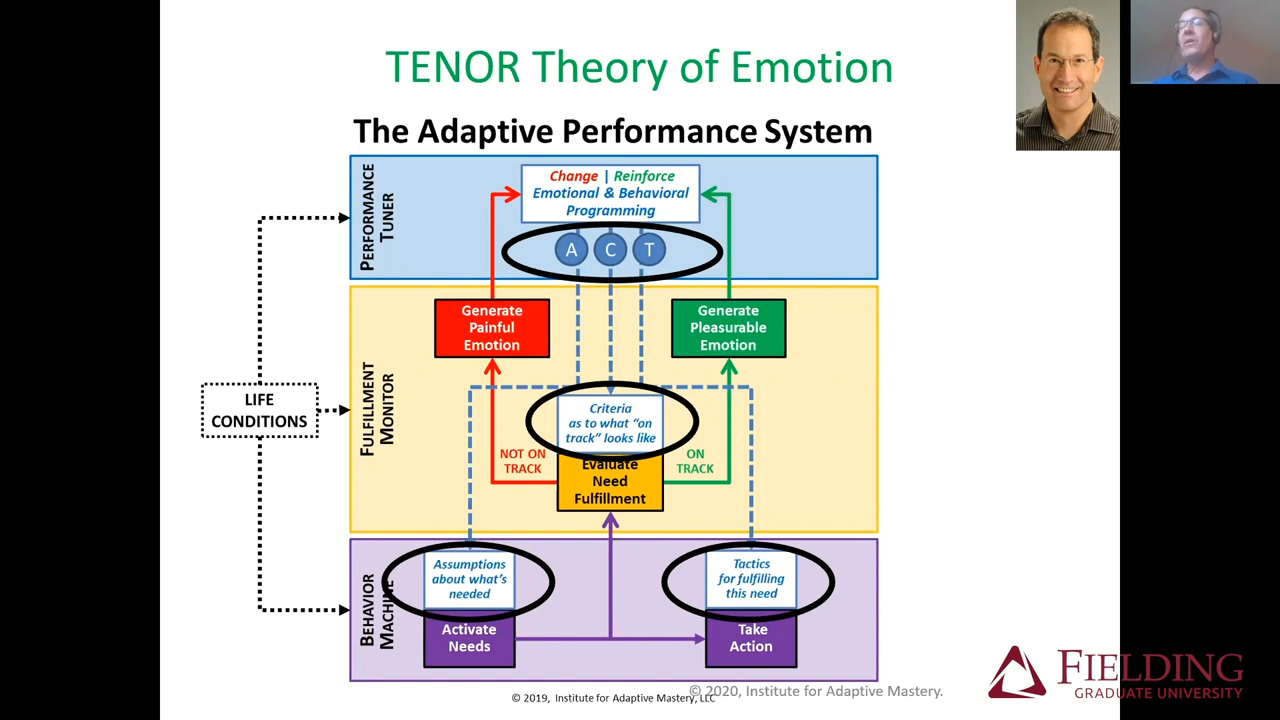 TENOR Theory of Emotion
The Adaptive Performance System
PERFORMANCE
TUNER
Change | Reinforce
Emotional & Behavioral
Programming
A C T
FULFILLMENT
MONITOR
Generate
Painful
Emotion
Generate
Pleasurable
Emotion
LIFE
CONDITIONS
Criteria
as to what “on
track” looks like
NOT ON
TRACK
ON
TRACK
Evaluate
Need
Fulfillment
BEHAVIOR
MACHINE
Assumptions
about what’s
needed
Activate
Needs
Tactics
for fulfilling
this need
Take
Action
© 2019, Institute for Adaptive Mastery, LLC
© 2020, Institute for Adaptive Mastery.
FIELDING
GRADUATE UNIVERSITY